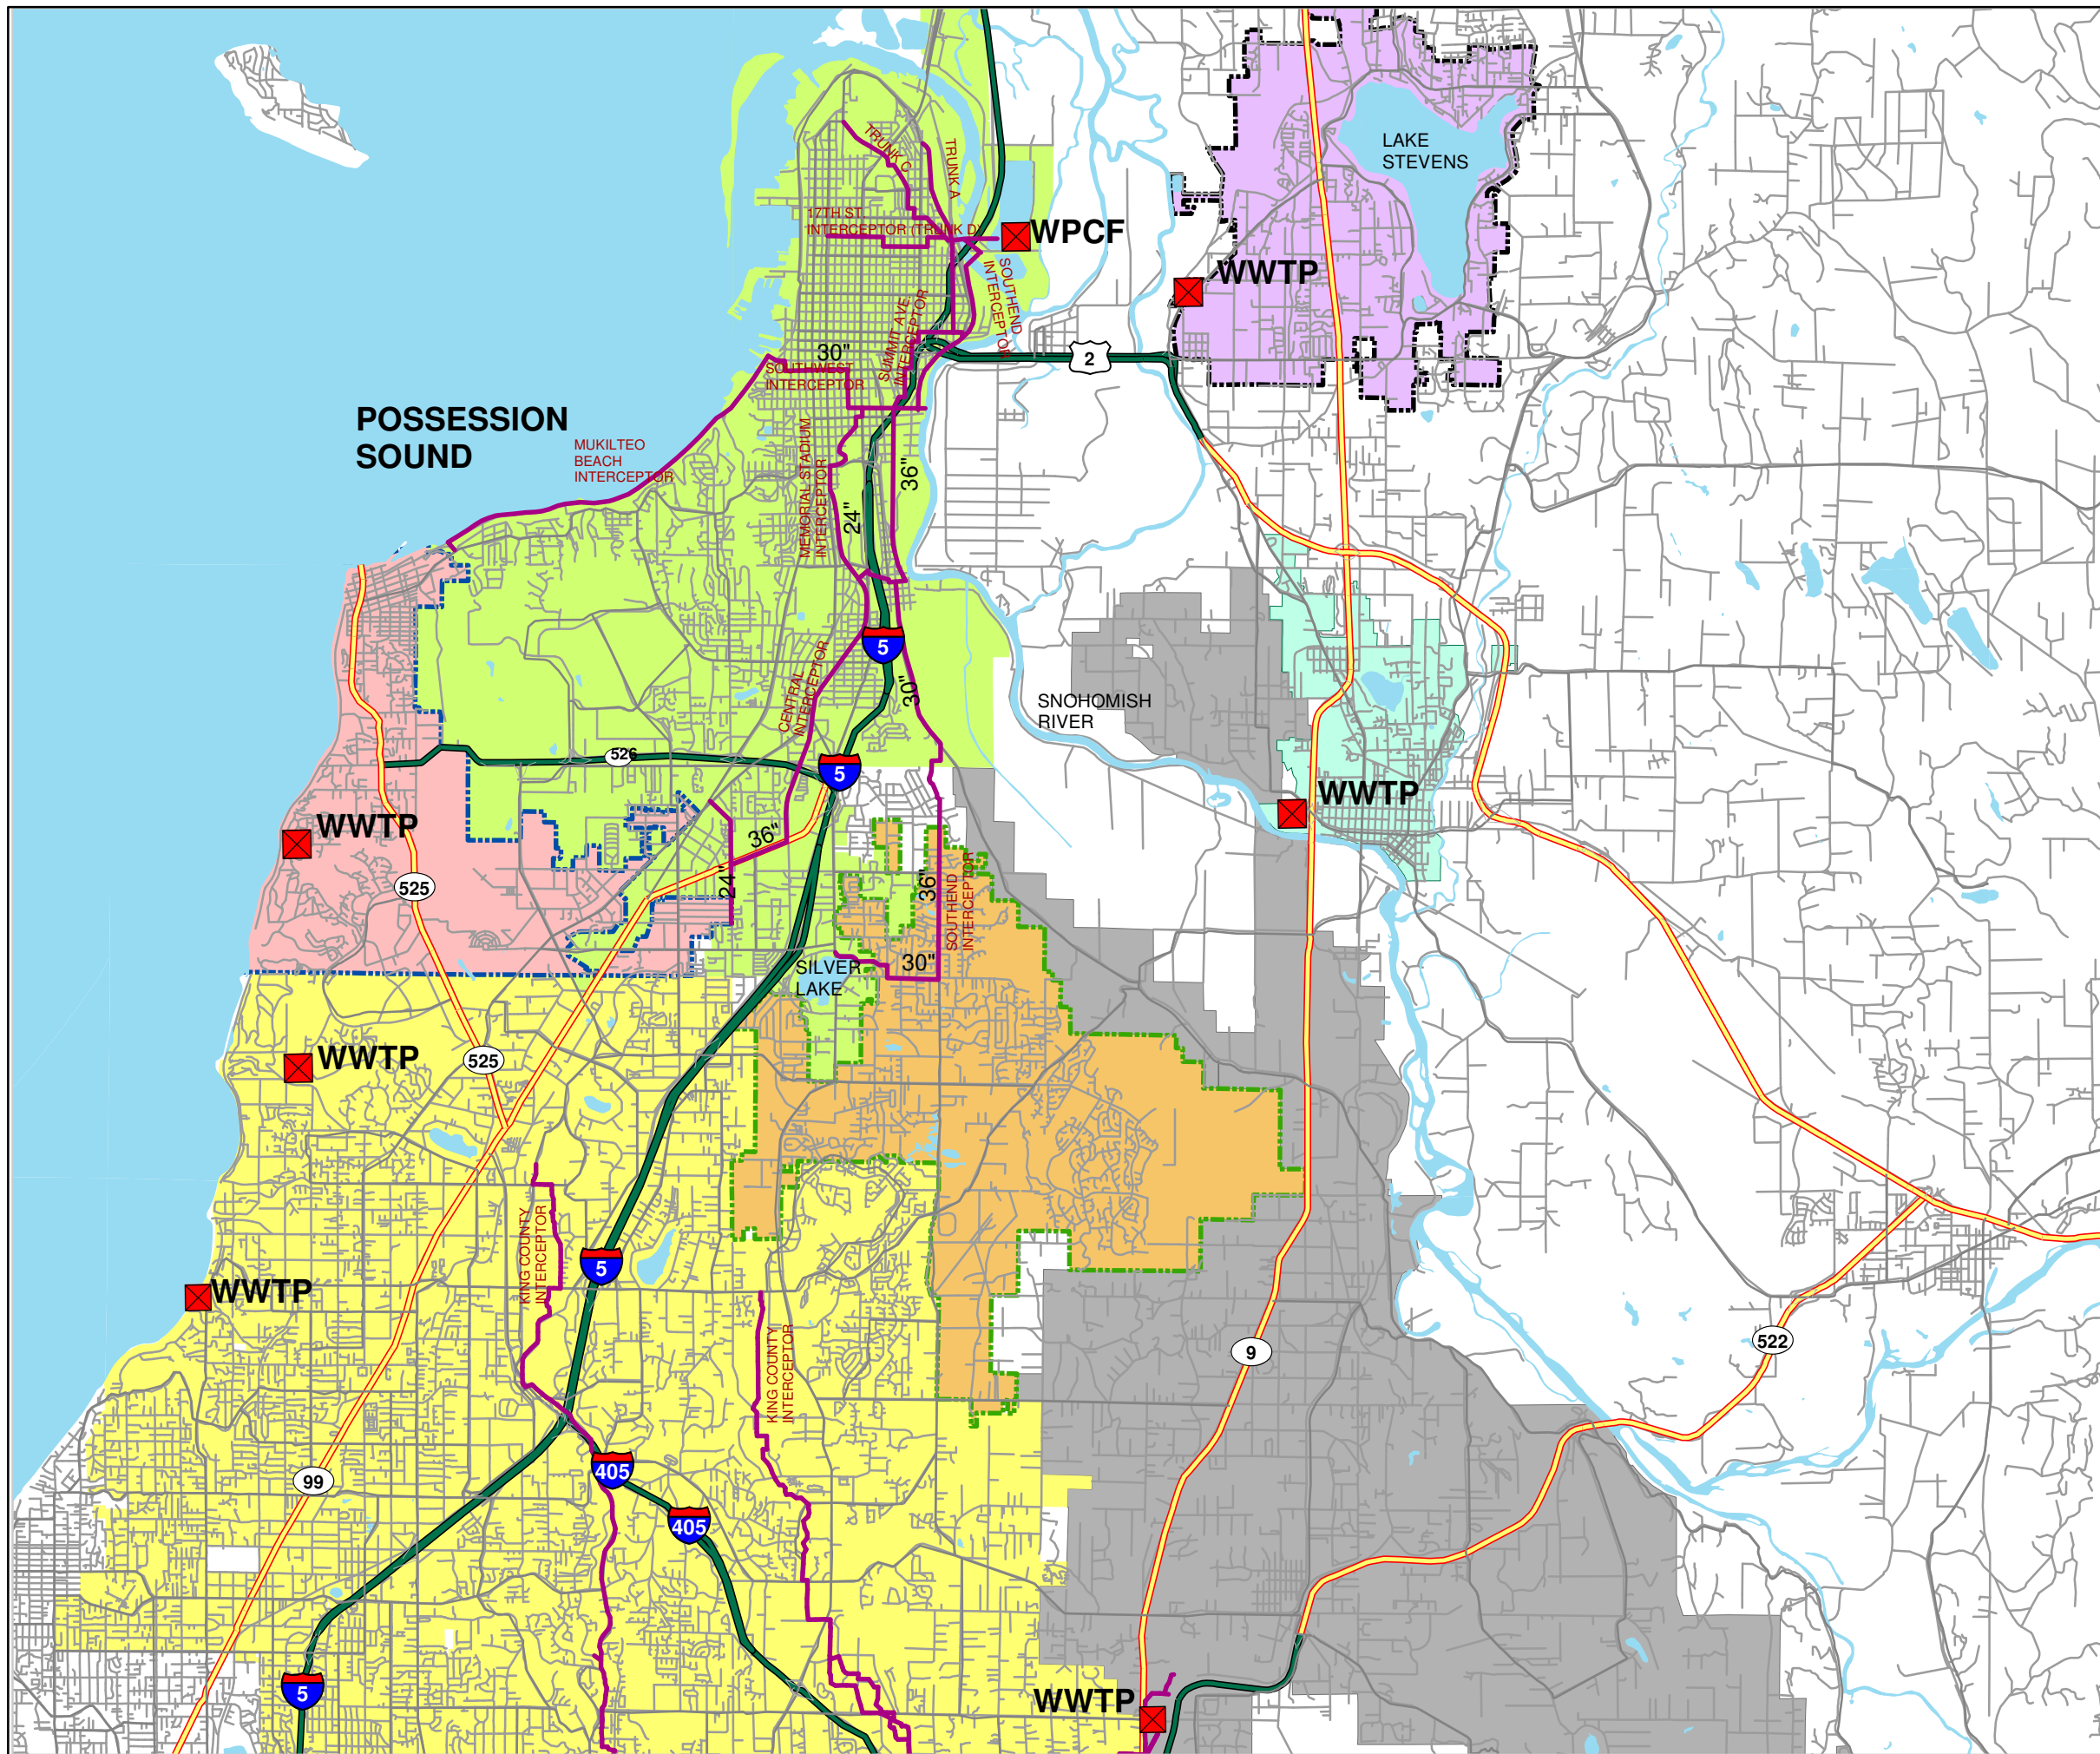 LAKE
STEVENS
TRUNK C
TRUNK A
17TH ST
INTERCEPTOR (TRUNK D)
WPCF
WWTP
SOUTHEND
INTERCEPTOR
SUMMIT AVE.
INTERCEPTOR
2
30"
SOUTHWEST
INTERCEPTOR
POSSESSION
SOUND
MUKILTEO
BEACH
INTERCEPTOR
MEMORIAL STADIUM
INTERCEPTOR
24"
36"
5
CENTRAL
INTERCEPTOR
30"
SNOHOMISH
RIVER
526
5
WWTP
WWTP
36"
24"
525
36"
SOUTHEND
INTERCEPTOR
30"
SILVER
LAKE
WWTP
525
KING COUNTY
INTERCEPTOR
5
WWTP
KING COUNTY
INTERCEPTOR
9
522
99
405
405
5
WWTP